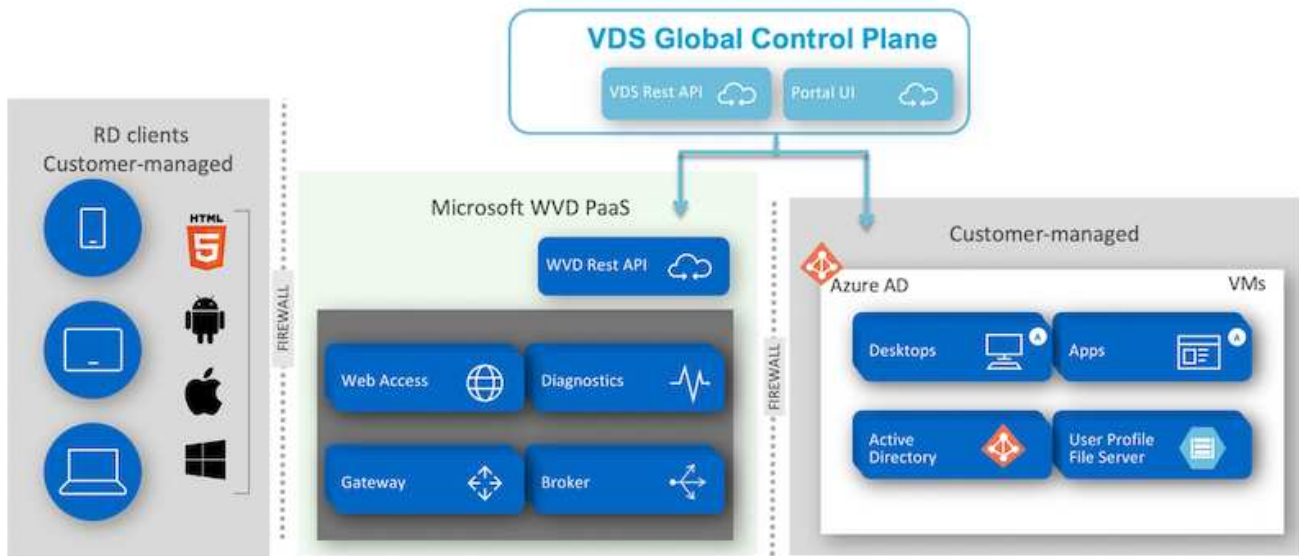 VDS Global Control Plane
VDS Rest API
Portal UI
RD clients
Customer-managed
HTML
5
FIREWALL
Microsoft WVD PaaS
WVD Rest API
Web Access
Diagnostics
Gateway
Broker
FIREWALL
Customer-managed
Azure AD
VMs
Desktops
A
Apps
A
Active
Directory
User Profile
File Server